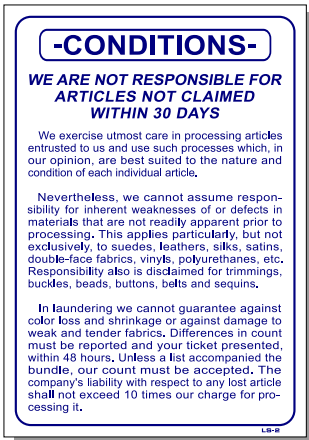 -CONDITIONS-
WE ARE NOT RESPONSIBLE FOR
ARTICLES NOT CLAIMED
WITHIN 30 DAYS
We exercise utmost care in processing articles
entrusted to us and use such processes which, in
our opinion, are best suited to the nature and
condition of each individual article.
Nevertheless, we cannot assume respon-
sibility for inherent weaknesses of or defects in
materials that are not readily apparent prior to
processing. This applies particularly, but not
exclusively, to suedes, leathers, silks, satins,
double-face fabrics, vinyls, polyurethanes, etc.
Responsibility also is disclaimed for trimmings,
buckles, beads, buttons, belts and sequins.
In laundering we cannot guarantee against
color loss and shrinkage or against damage to
weak and tender fabrics. Differences in count
must be reported and your ticket presented,
within 48 hours. Unless a list accompanied the
bundle, our count must be accepted. The
company's liability with respect to any lost article
shall not exceed 10 times our charge for pro-
cessing it.
LS-2